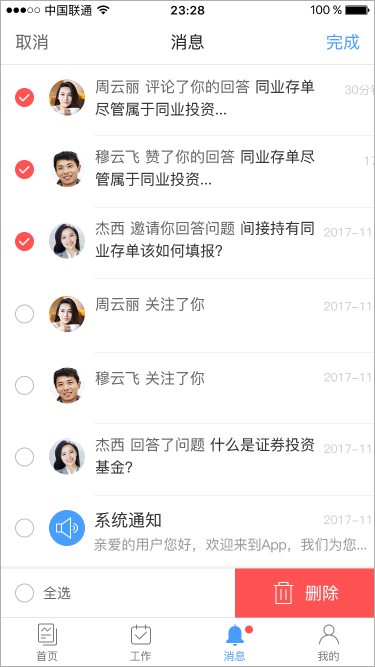 中国联通 23:28 100 %
取消 消息 完成
周云丽 评论了你的回答 同业存单 30分
尽管属于同业投资...
穆云飞 赞了你的回答 同业存单尽 17
管属于同业投资...
杰西 邀请你回答问题 间接持有同 2017-11
业存单该如何填报?
周云丽 关注了你 2017-11
穆云飞 关注了你 2017-11
杰西 回答了问题 什么是证券投资 2017-11
基金?
系统通知 2017-11
亲爱的用户您好，欢迎来到App，我们为您...
全选 删除
首页 工作 消息 我的